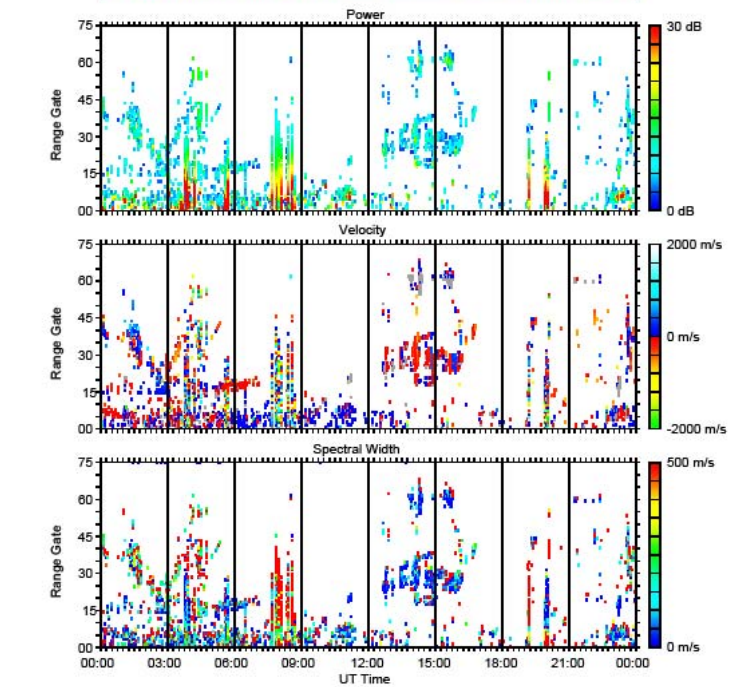 Power
75
60
45
30
15
00
Range Gate
30 dB
0 dB
Velocity
75
60
45
30
15
00
Range Gate
2000 m/s
0 m/s
-2000 m/s
Spectral Width
75
60
45
30
15
00
Range Gate
500 m/s
0 m/s
00:00 03:00 06:00 09:00 12:00 15:00 18:00 21:00 00:00
UT Time